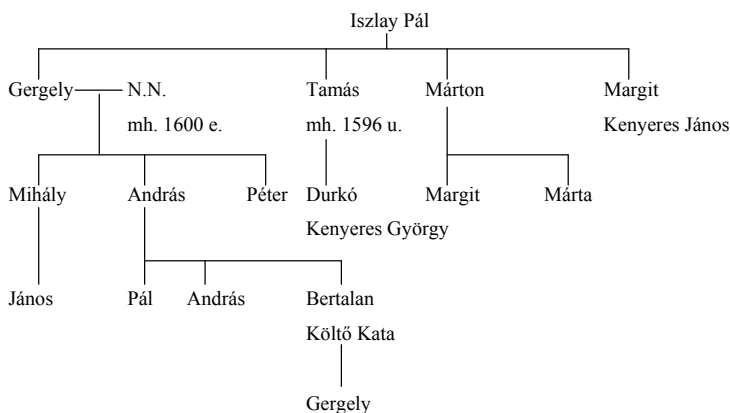 Iszlay Pál
Gergely N.N. Tamás Márton Margit
mh. 1600 e. mh. 1596 u. Kenyeres János
Mihály András Péter Durkó Margit Márta
Kenyeres György
János Pál András Bertalan
Költő Kata
Gergely